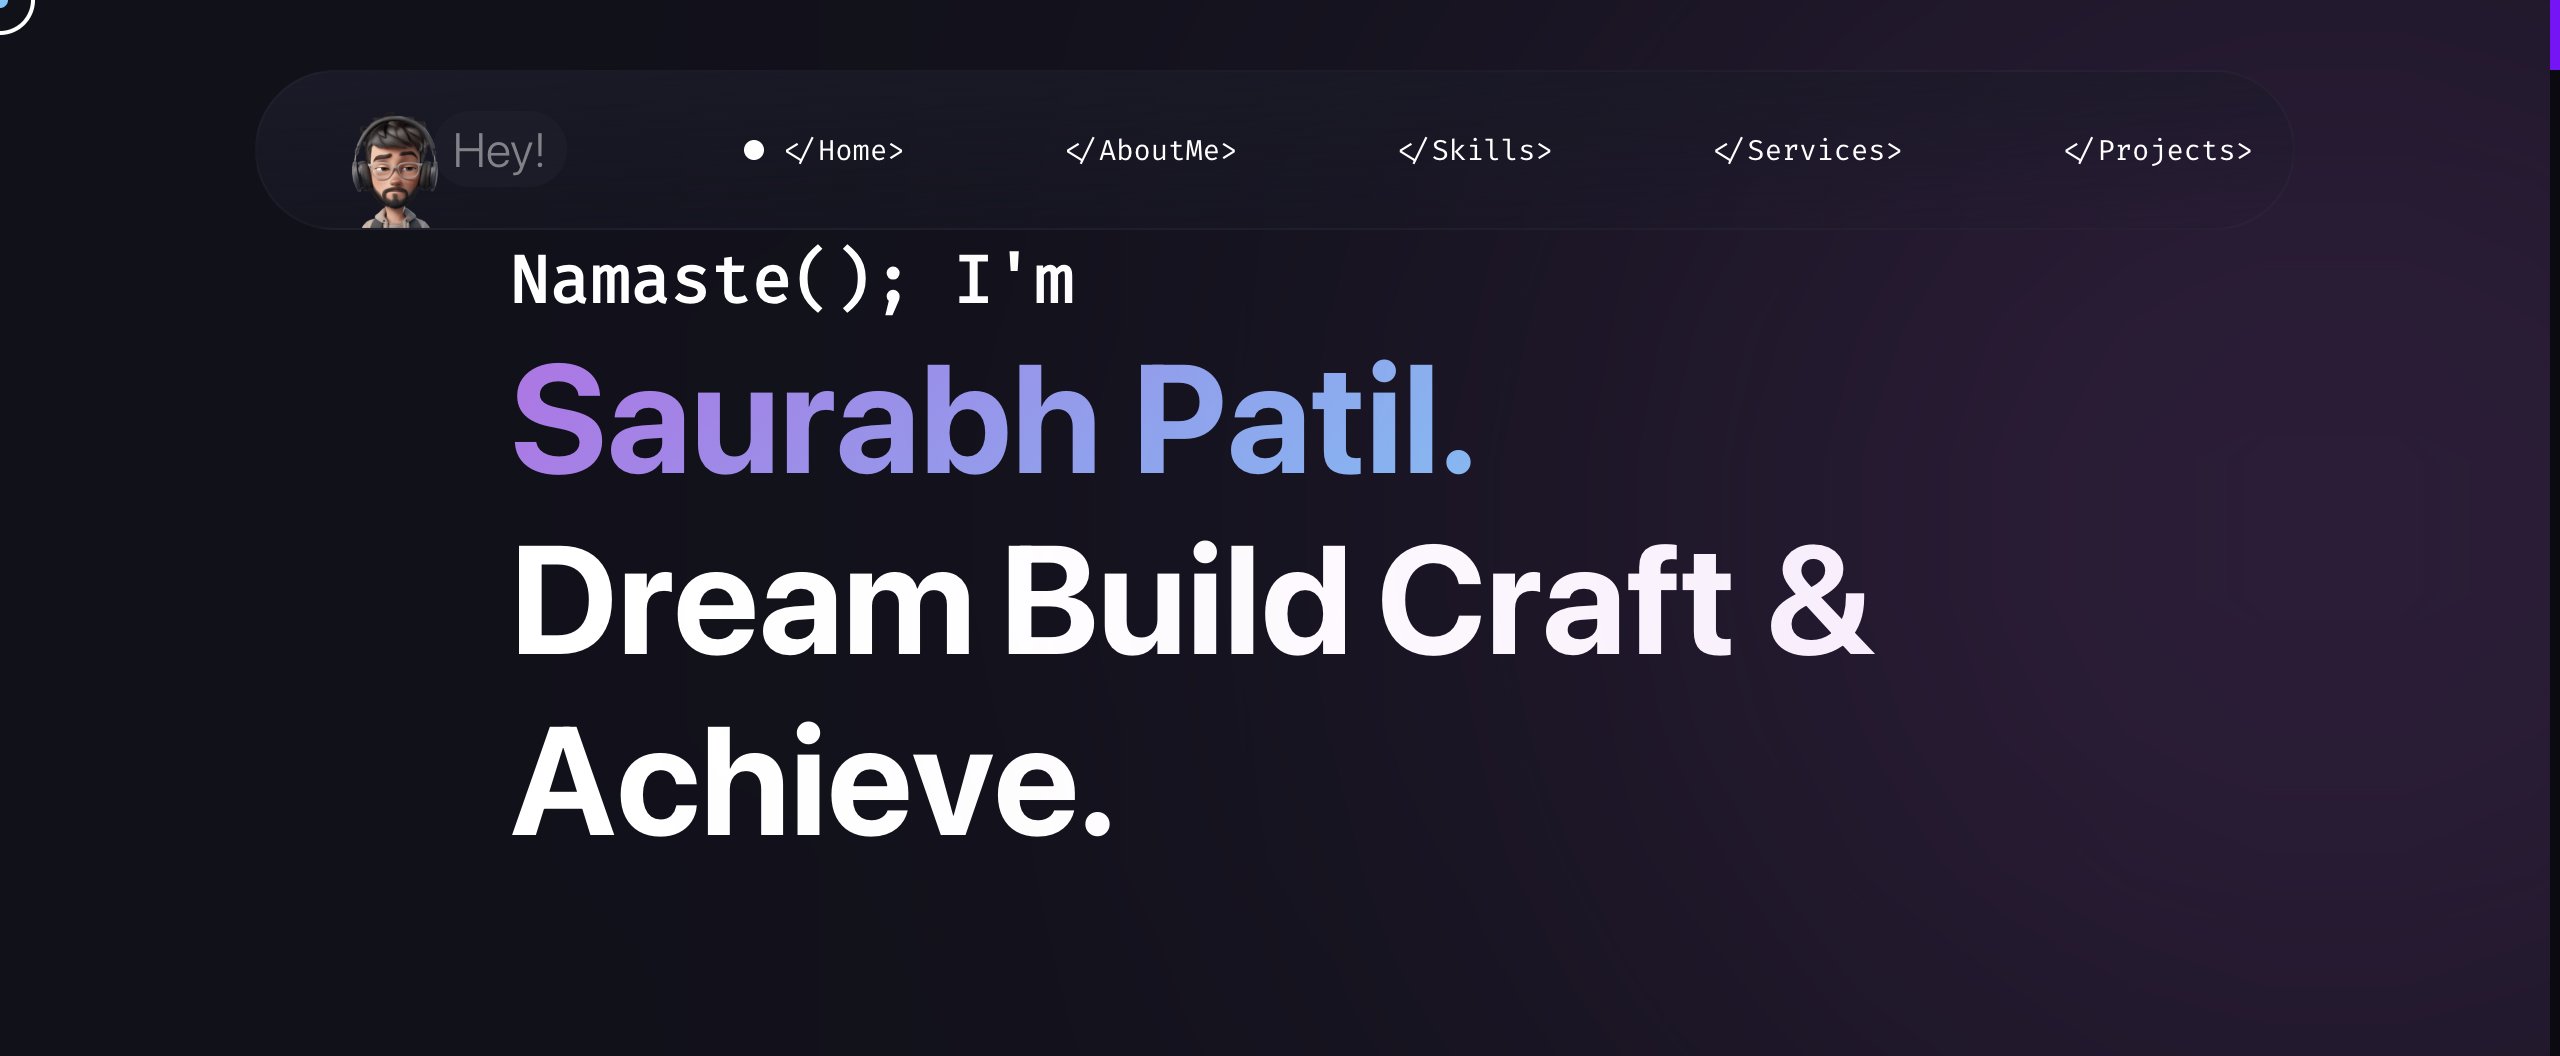 Hey!
</Home>
</AboutMe>
</Skills>
</Services>
</Projects>
Namaste(); I'm
Saurabh Patil.
Dream Build Craft &
Achieve.